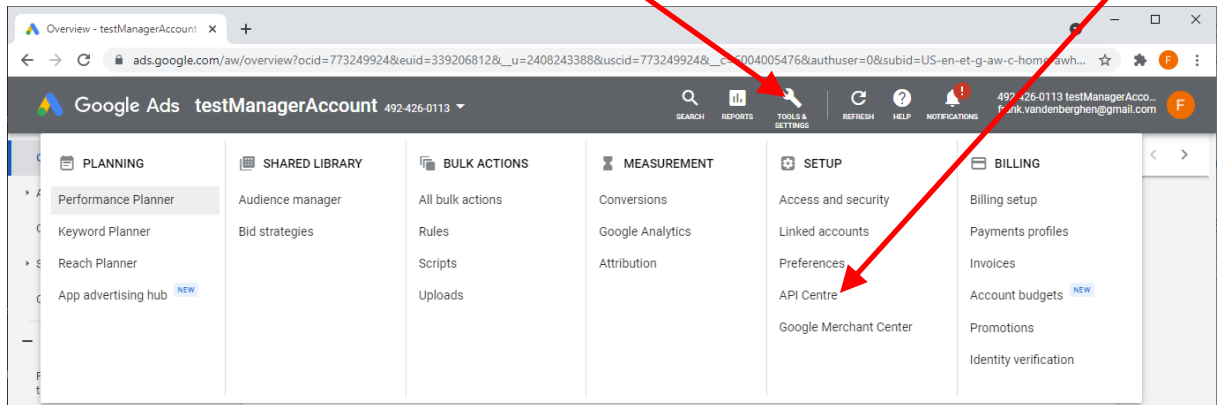 Overview - testManagerAccount
ads.google.com/aw/overview?ocid=773249924&euid=339206812&__u=2408243388&uscid=773249924&__c=6004005476&authuser=0&subid=US-en-et-g-aw-c-home-awh...
F
Google Ads testManagerAccount 492-426-0113
SEARCH
REPORTS
TOOLS & SETTINGS
REFRESH
HELP
!
NOTIFICATIONS
492-426-0113 testManagerAcco...
frank.vandenberghen@gmail.com
F
PLANNING
Performance Planner
Keyword Planner
Reach Planner
App advertising hub NEW
SHARED LIBRARY
Audience manager
Bid strategies
BULK ACTIONS
All bulk actions
Rules
Scripts
Uploads
MEASUREMENT
Conversions
Google Analytics
Attribution
SETUP
Access and security
Linked accounts
Preferences
API Centre
Google Merchant Center
BILLING
Billing setup
Payments profiles
Invoices
Account budgets NEW
Promotions
Identity verification